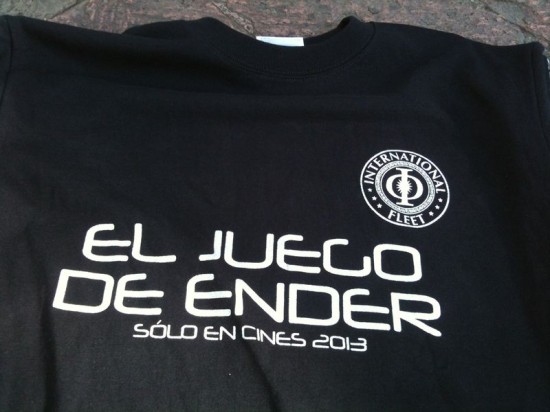 INTERNATIONAL
FLEET
EL JUEGO
DE ENDER
SÓLO EN CINES 2013